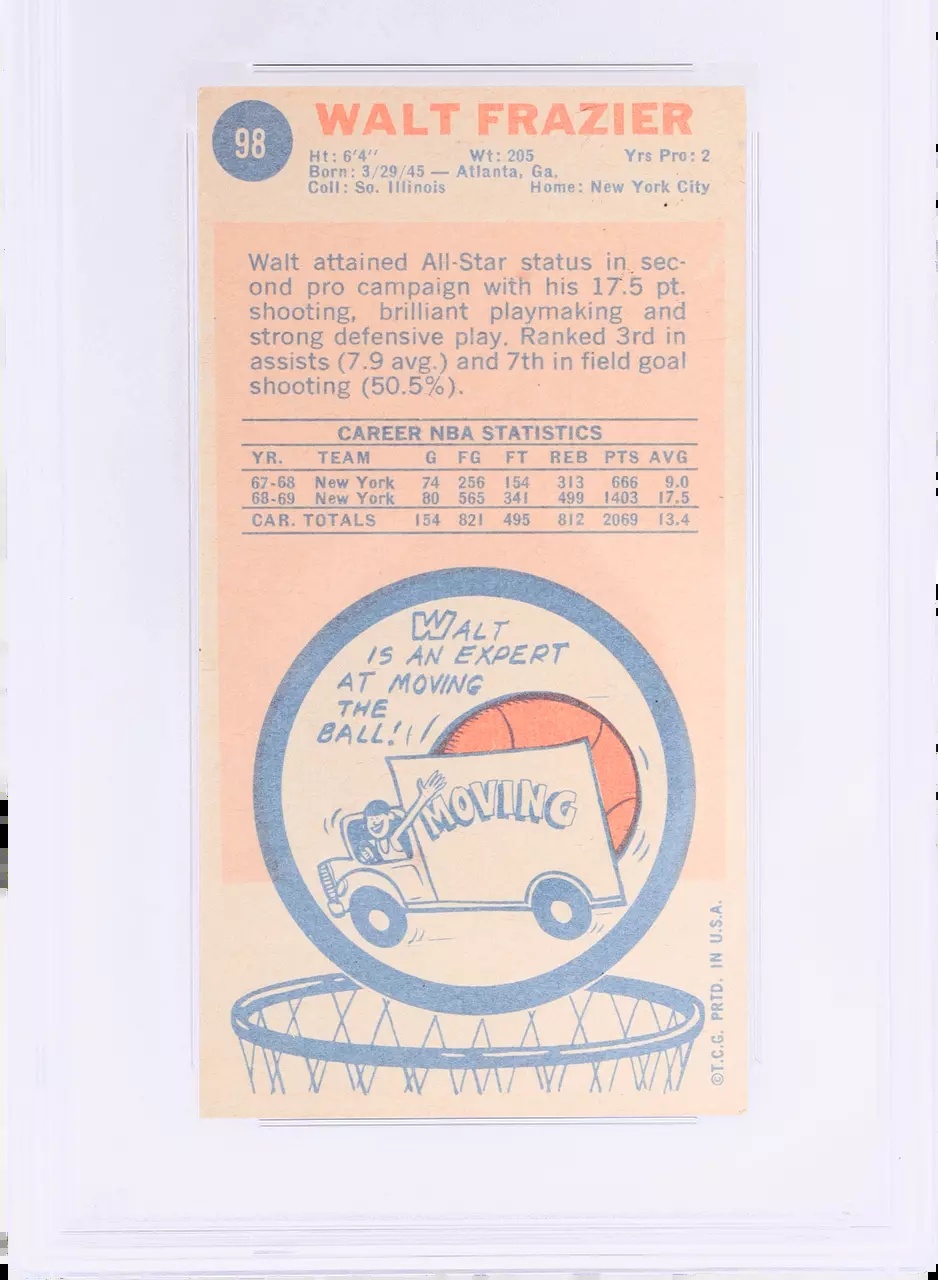 98
WALT FRAZIER
Ht: 6'4" Wt: 205 Yrs Pro: 2
Born: 3/29/45 — Atlanta, Ga.
Coll: So. Illinois Home: New York City
Walt attained All-Star status in sec-
ond pro campaign with his 17.5 pt.
shooting, brilliant playmaking and
strong defensive play. Ranked 3rd in
assists (7.9 avg.) and 7th in field goal
shooting (50.5%).
CAREER NBA STATISTICS
YR. TEAM G FG FT REB PTS AVG
67-68 New York 74 256 154 313 666 9.0
68-69 New York 80 565 341 499 1403 17.5
CAR. TOTALS 154 821 495 812 2069 13.4
WALT
IS AN EXPERT
AT MOVING
THE
BALL!
MOVING
©T.C.G. PRTD. IN U.S.A.